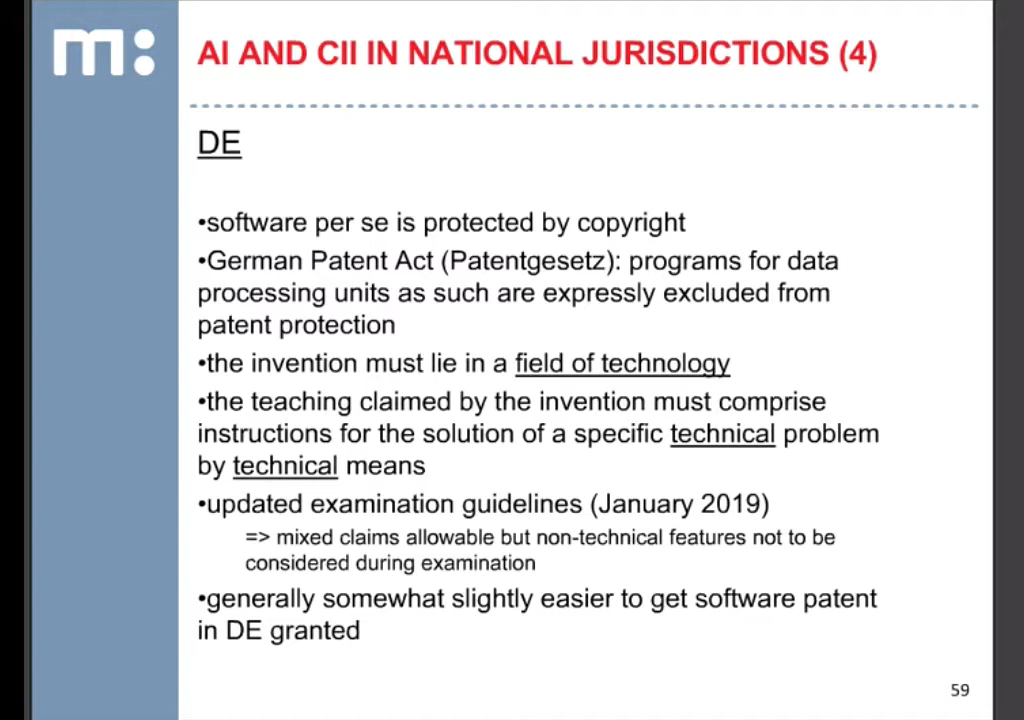 m:
AI AND CII IN NATIONAL JURISDICTIONS (4)
DE
•software per se is protected by copyright
•German Patent Act (Patentgesetz): programs for data
processing units as such are expressly excluded from
patent protection
•the invention must lie in a field of technology
•the teaching claimed by the invention must comprise
instructions for the solution of a specific technical problem
by technical means
•updated examination guidelines (January 2019)
=> mixed claims allowable but non-technical features not to be
considered during examination
•generally somewhat slightly easier to get software patent
in DE granted
59